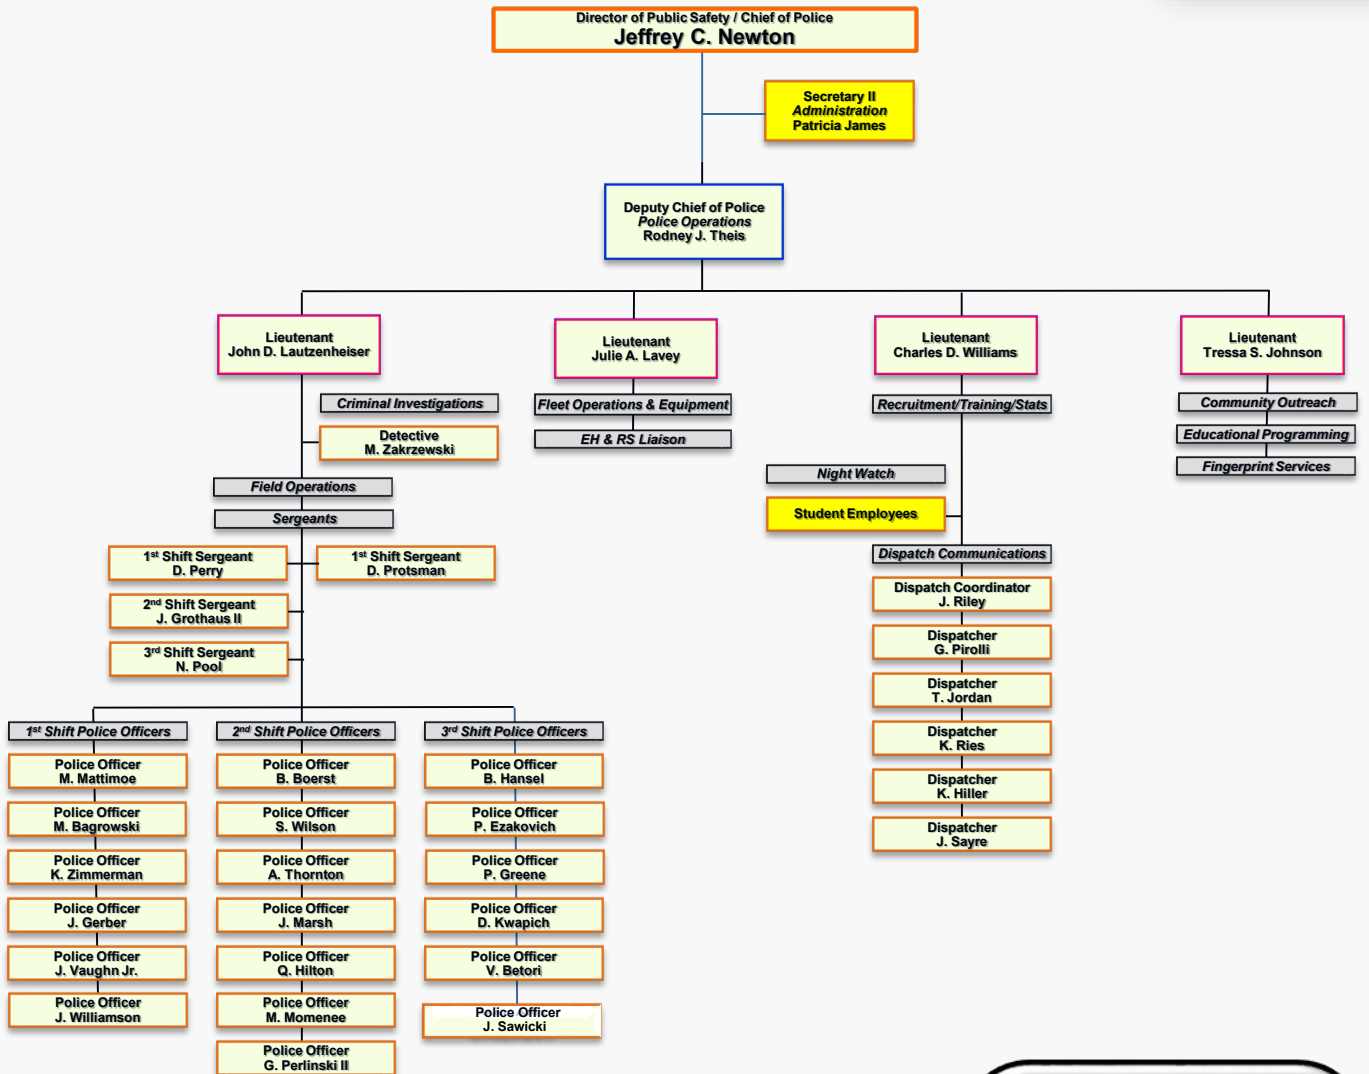 Director of Public Safety / Chief of Police
Jeffrey C. Newton
Secretary II
Administration
Patricia James
Deputy Chief of Police
Police Operations
Rodney J. Theis
Lieutenant
John D. Lautzenheiser
Lieutenant
Julie A. Lavey
Lieutenant
Charles D. Williams
Lieutenant
Tressa S. Johnson
Criminal Investigations
Detective
M. Zakrzewski
Field Operations
Sergeants
1st Shift Sergeant
D. Perry
1st Shift Sergeant
D. Protsman
2nd Shift Sergeant
J. Grothaus II
3rd Shift Sergeant
N. Pool
Fleet Operations & Equipment
EH & RS Liaison
Recruitment/Training/Stats
Night Watch
Student Employees
Dispatch Communications
Dispatch Coordinator
J. Riley
Dispatcher
G. Pirolli
Dispatcher
T. Jordan
Dispatcher
K. Ries
Dispatcher
K. Hiller
Dispatcher
J. Sayre
Community Outreach
Educational Programming
Fingerprint Services
1st Shift Police Officers
Police Officer
M. Mattimoe
Police Officer
M. Bagrowski
Police Officer
K. Zimmerman
Police Officer
J. Gerber
Police Officer
J. Vaughn Jr.
Police Officer
J. Williamson
2nd Shift Police Officers
Police Officer
B. Boerst
Police Officer
S. Wilson
Police Officer
A. Thornton
Police Officer
J. Marsh
Police Officer
Q. Hilton
Police Officer
M. Momenee
Police Officer
G. Perlinski II
3rd Shift Police Officers
Police Officer
B. Hansel
Police Officer
P. Ezakovich
Police Officer
P. Greene
Police Officer
D. Kwapich
Police Officer
V. Betori
Police Officer
J. Sawicki